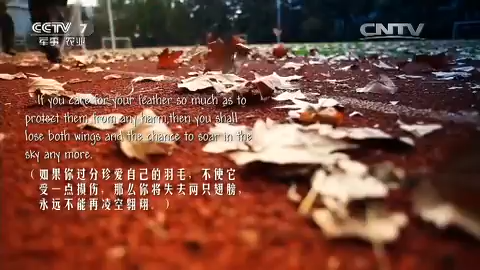 CCTV 7
军事·农业
CNTV
If you care for your leather so much as to
protect them from any harm,then you shall
lose both wings and the chance to soar in the
sky any more.
（如果你过分珍爱自己的羽毛，不使它
受一点损伤，那么你将失去两只翅膀，
永远不能再凌空翱翔。）